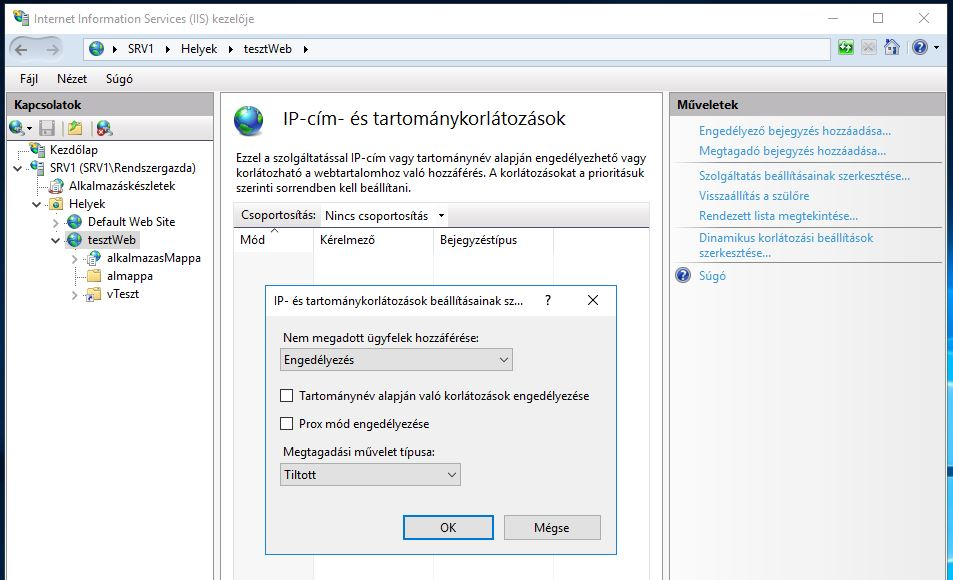 Internet Information Services (IIS) kezelője
SRV1 Helyek tesztWeb
Fájl Nézet Súgó
Kapcsolatok
Kezdőlap
SRV1 (SRV1\Rendszergazda)
Alkalmazáskészletek
Helyek
Default Web Site
tesztWeb
alkalmazasMappa
almappa
vTeszt
IP-cím- és tartománykorlátozások
Ezzel a szolgáltatással IP-cím vagy tartománynév alapján engedélyezhető vagy
korlátozható a webtartalomhoz való hozzáférés. A korlátozásokat a prioritásuk
szerinti sorrendben kell beállítani.
Csoportosítás: Nincs csoportosítás
Mód Kérelmező Bejegyzéstípus
IP- és tartománykorlátozások beállításainak sz... ?
Nem megadott ügyfelek hozzáférése:
Engedélyezés
Tartománynév alapján való korlátozások engedélyezése
Prox mód engedélyezése
Megtagadási művelet típusa:
Tiltott
OK Mégse
Műveletek
Engedélyező bejegyzés hozzáadása...
Megtagadó bejegyzés hozzáadása...
Szolgáltatás beállításainak szerkesztése...
Visszaállítás a szülőre
Rendezett lista megtekintése...
Dinamikus korlátozási beállítások
szerkesztése...
Súgó